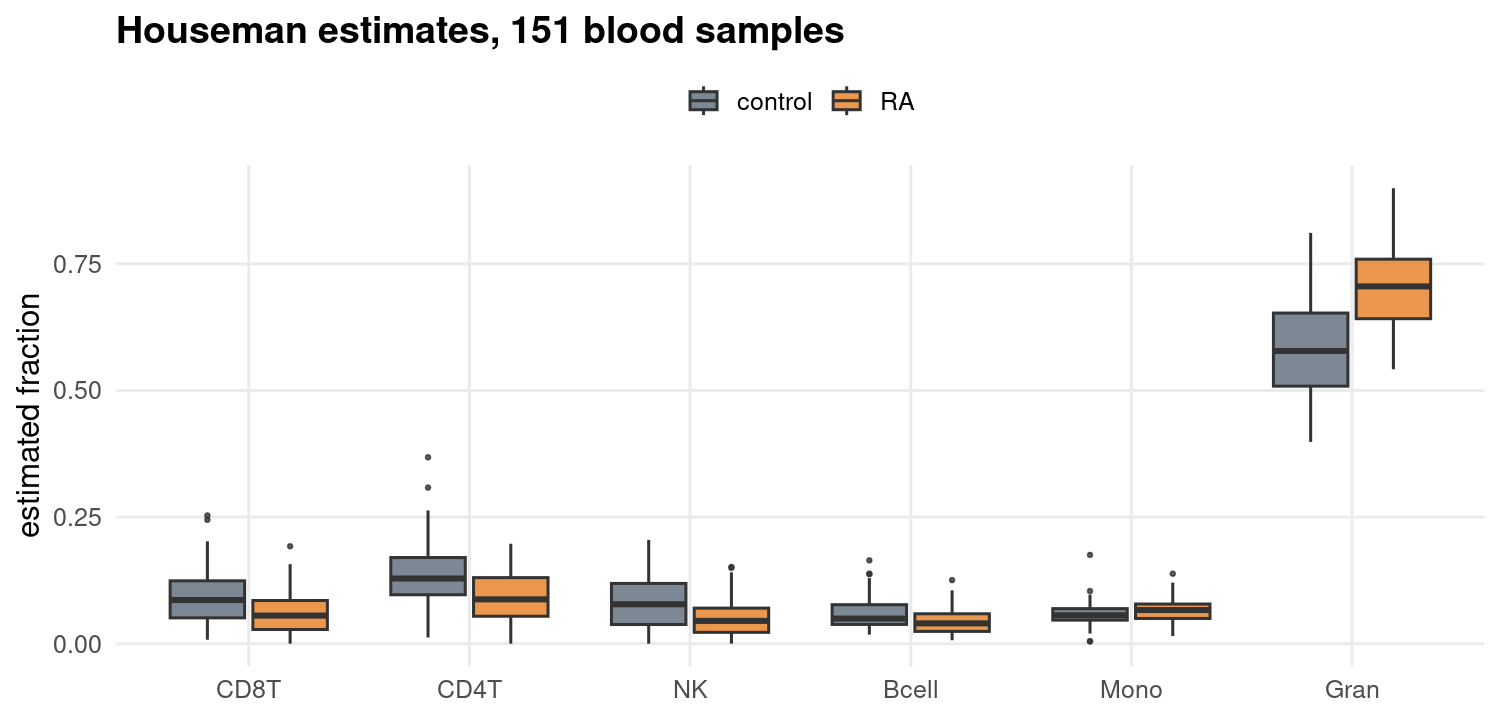 Houseman estimates, 151 blood samples
control RA
estimated fraction
0.75
0.50
0.25
0.00
CD8T CD4T NK Bcell Mono Gran